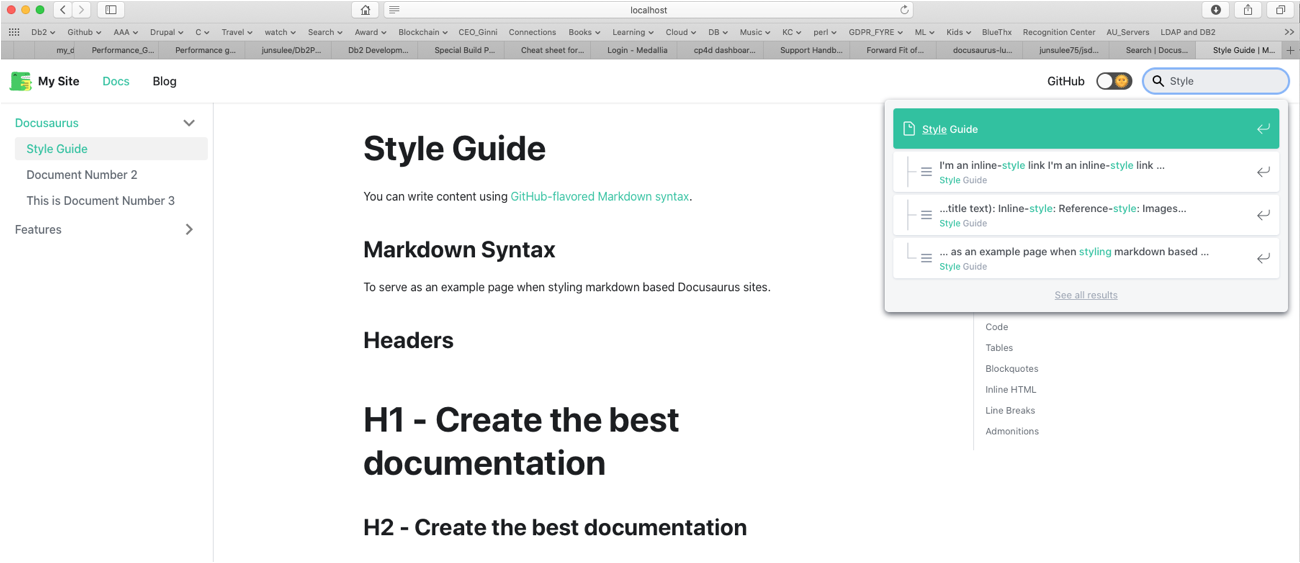 localhost
Db2 Github AAA Drupal C Travel watch Search Award Blockchain CEO_Ginni Connections Books Learning Cloud DB Music KC perl GDPR_FYRE ML Kids BlueThx Recognition Center AU_Servers LDAP and DB2
my_d Performance_G... Performance g... junsulee/Db2P... Db2 Developm... Special Build P... Cheat sheet for... Login - Medallia cp4d dashboar... Support Handb... Forward Fit of... docusaurus-lu... junsulee75/jsd... Search | Docus... Style Guide | M...
My Site Docs Blog GitHub Style
Docusaurus
Style Guide
Document Number 2
This is Document Number 3
Features
Style Guide
You can write content using GitHub-flavored Markdown syntax.
Markdown Syntax
To serve as an example page when styling markdown based Docusaurus sites.
Headers
H1 - Create the best
documentation
H2 - Create the best documentation
Style Guide
I'm an inline-style link I'm an inline-style link ...
Style Guide
...title text): Inline-style: Reference-style: Images...
Style Guide
... as an example page when styling markdown based ...
Style Guide
See all results
Code
Tables
Blockquotes
Inline HTML
Line Breaks
Admonitions